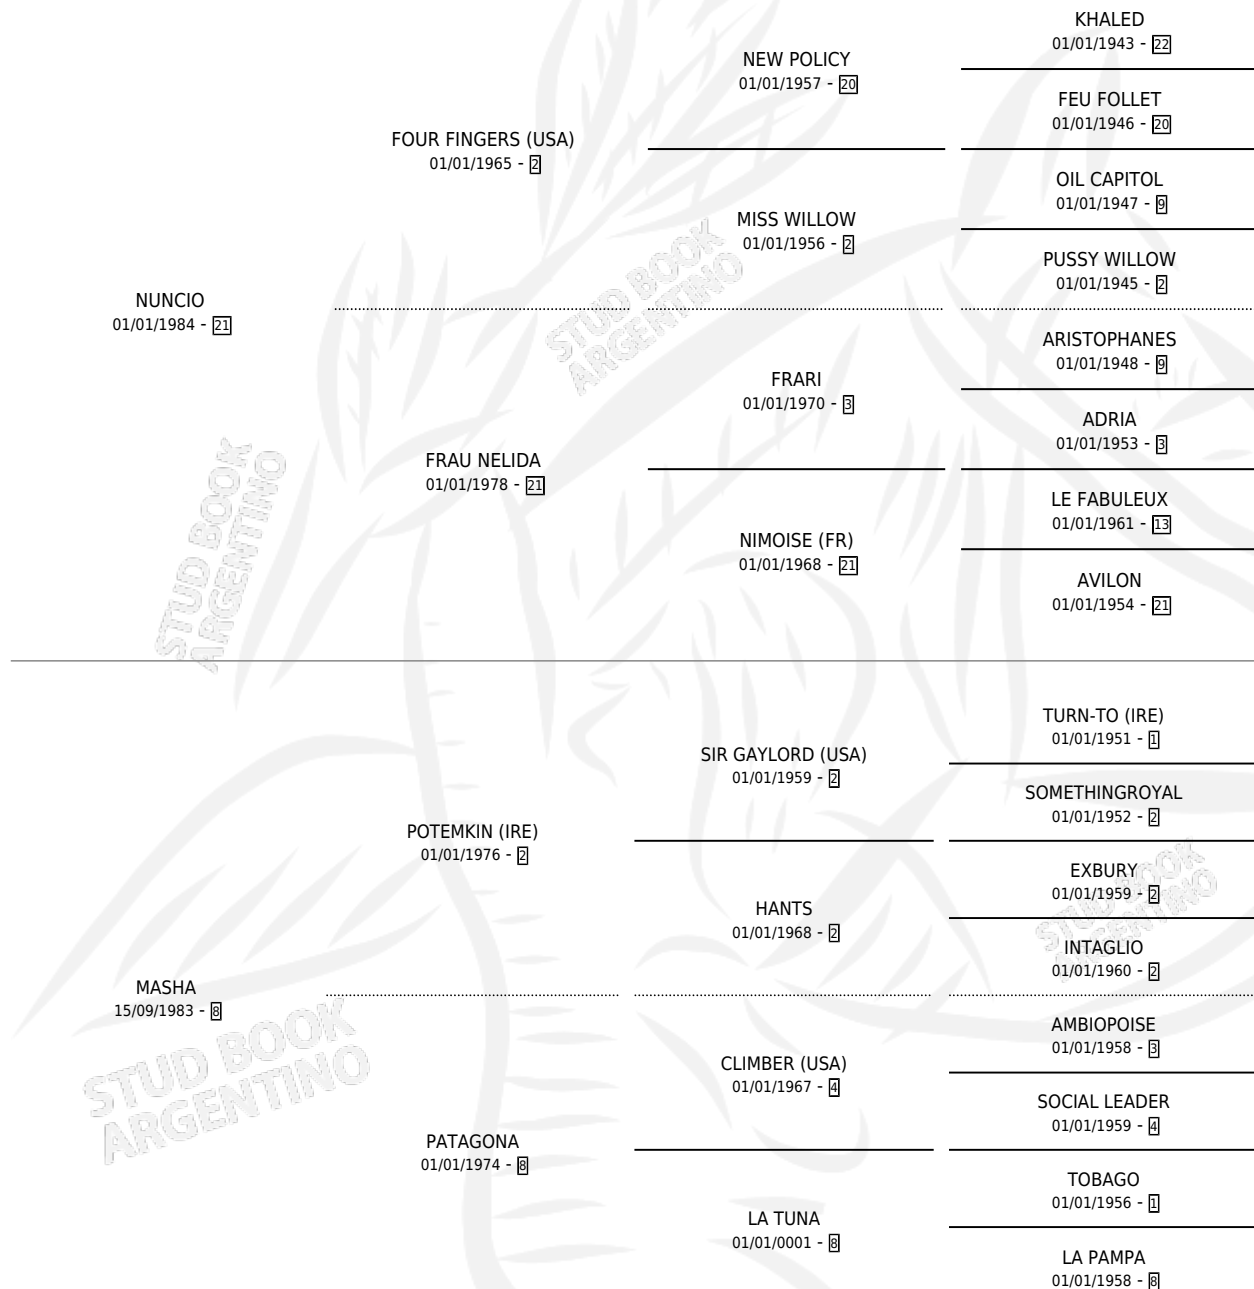 KHALED
01/01/1943 - 22
NEW POLICY
01/01/1957 - 20
FEU FOLLET
01/01/1946 - 20
FOUR FINGERS (USA)
01/01/1965 - 2
OIL CAPITOL
01/01/1947 - 9
MISS WILLOW
01/01/1956 - 2
PUSSY WILLOW
01/01/1945 - 2
NUNCIO
01/01/1984 - 21
STUD BOOK
ARGENTINO
ARISTOPHANES
01/01/1948 - 9
FRARI
01/01/1970 - 3
ADRIA
01/01/1953 - 3
FRAU NELIDA
01/01/1978 - 21
LE FABULEUX
01/01/1961 - 13
NIMOISE (FR)
01/01/1968 - 21
AVILON
01/01/1954 - 21
STUD BOOK
ARGENTINO
TURN-TO (IRE)
01/01/1951 - 1
SIR GAYLORD (USA)
01/01/1959 - 2
SOMETHINGROYAL
01/01/1952 - 2
POTEMKIN (IRE)
01/01/1976 - 2
EXBURY
01/01/1959 - 2
HANTS
01/01/1968 - 2
INTAGLIO
01/01/1960 - 2
STUD BOOK
ARGENTINO
MASHA
15/09/1983 - 8
AMBIOPOISE
01/01/1958 - 3
CLIMBER (USA)
01/01/1967 - 4
SOCIAL LEADER
01/01/1959 - 4
STUD BOOK
ARGENTINO
PATAGONA
01/01/1974 - 8
TOBAGO
01/01/1956 - 1
LA TUNA
01/01/0001 - 8
LA PAMPA
01/01/1958 - 8